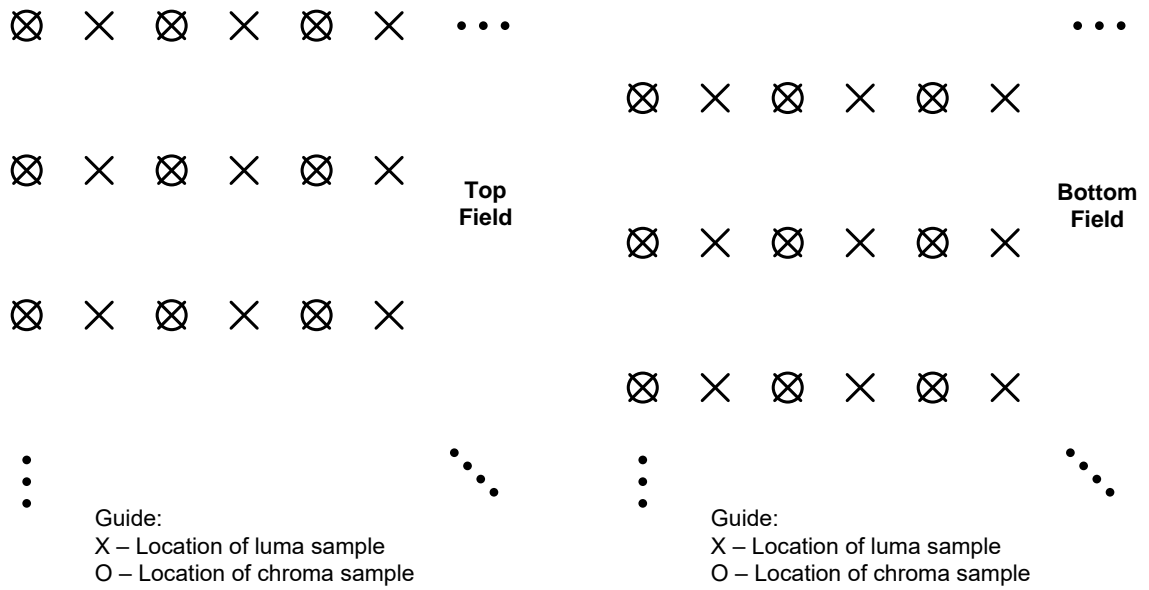 Top
Field
Bottom
Field
Guide:
X – Location of luma sample
O – Location of chroma sample
Guide:
X – Location of luma sample
O – Location of chroma sample